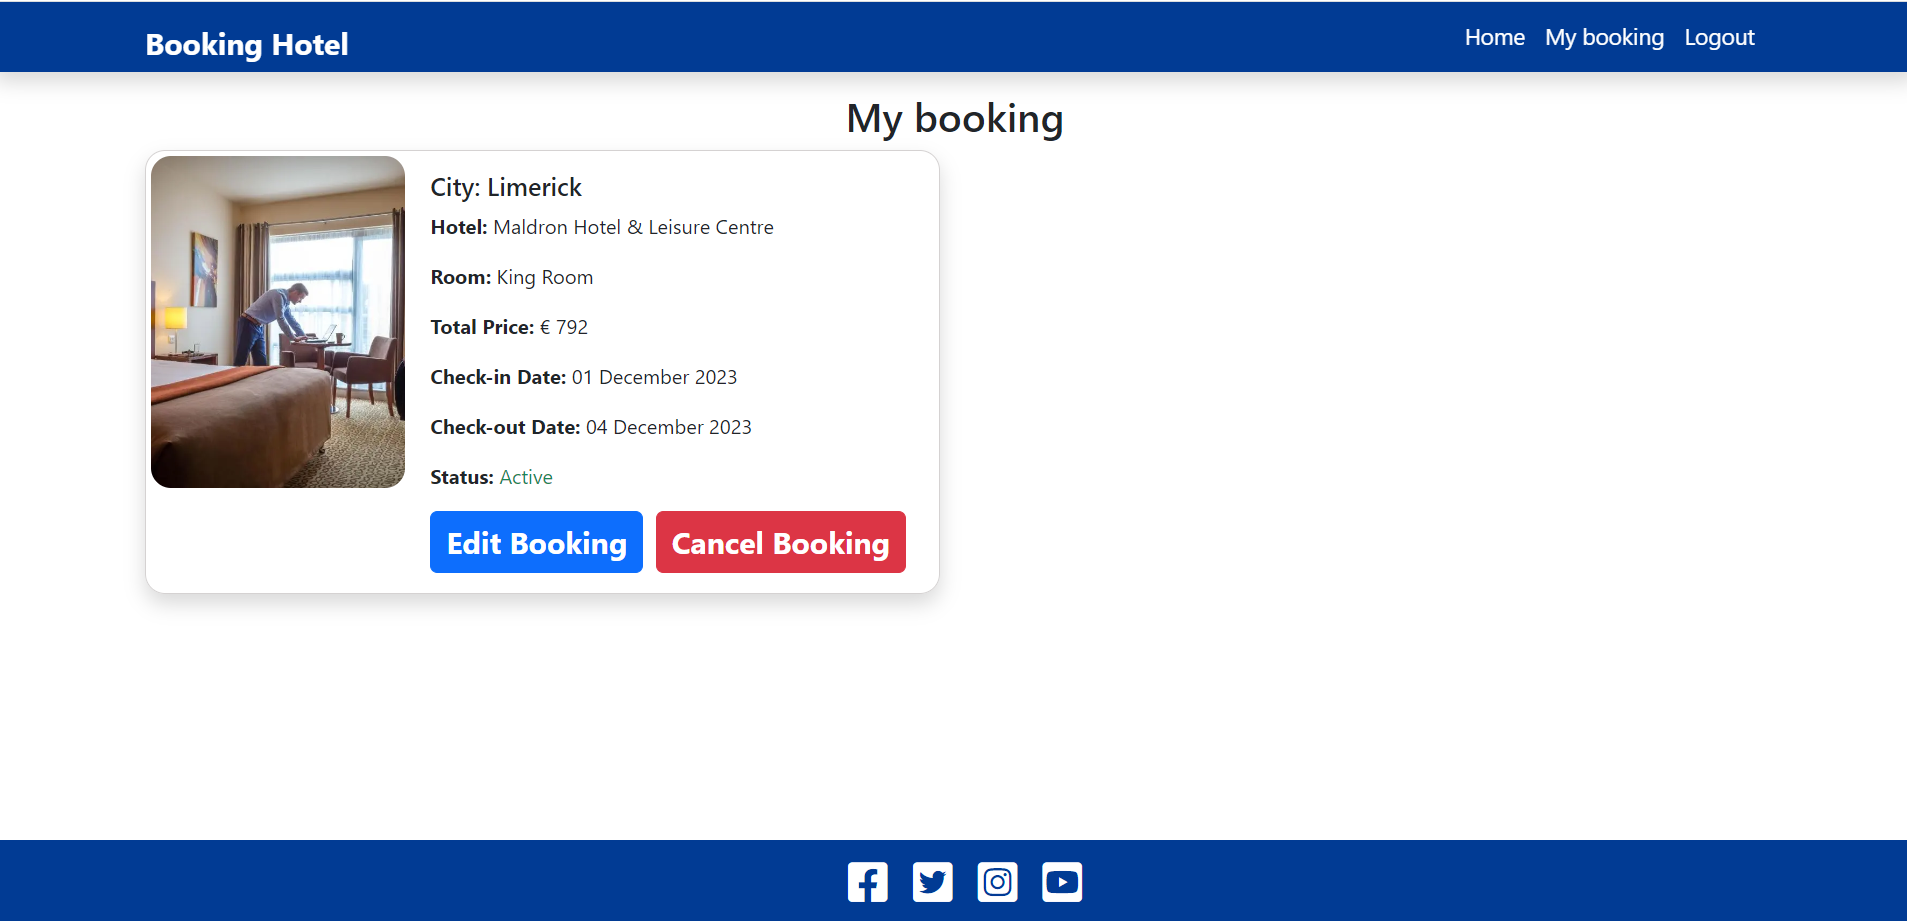 Booking Hotel
Home My booking Logout
My booking
City: Limerick
Hotel: Maldron Hotel & Leisure Centre
Room: King Room
Total Price: € 792
Check-in Date: 01 December 2023
Check-out Date: 04 December 2023
Status: Active
Edit Booking Cancel Booking